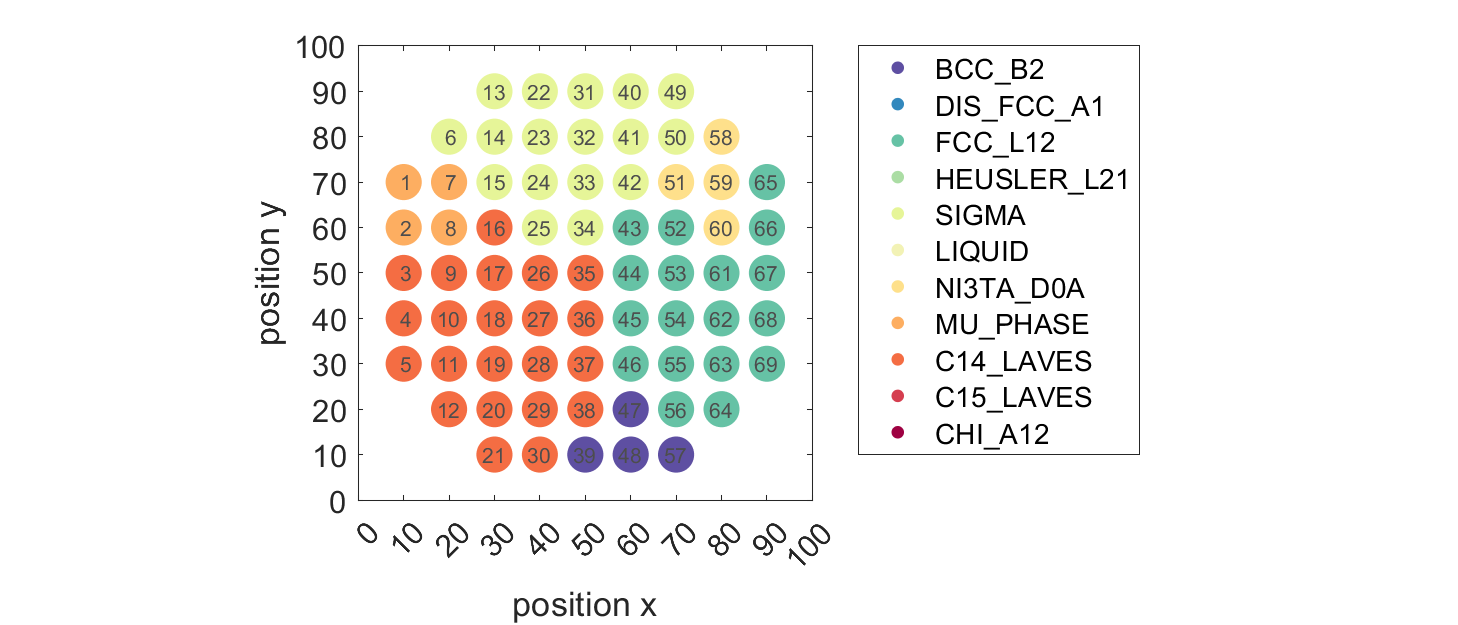 100
90 13 22 31 40 49
80 6 14 23 32 41 50 58
70 1 7 15 24 33 42 51 59 65
60 2 8 16 25 34 43 52 60 66
50 3 9 17 26 35 44 53 61 67
40 4 10 18 27 36 45 54 62 68
30 5 11 19 28 37 46 55 63 69
20 12 20 29 38 47 56 64
10 21 30 39 48 57
0
0 10 20 30 40 50 60 70 80 90 100
position x
position y
BCC_B2
DIS_FCC_A1
FCC_L12
HEUSLER_L21
SIGMA
LIQUID
NI3TA_D0A
MU_PHASE
C14_LAVES
C15_LAVES
CHI_A12